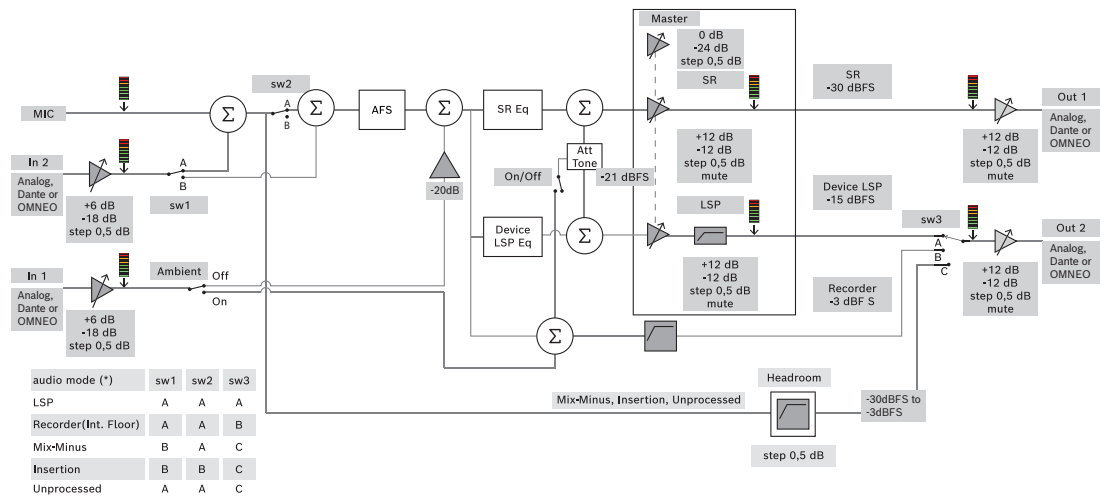 Master
0 dB
-24 dB
step 0,5 dB
sw2
SR
SR
-30 dBFS
MIC
Σ
A
B
Σ
AFS
Σ
SR Eq
Σ
Out 1
Analog,
Dante or
OMNEO
+12 dB
-12 dB
step 0,5 dB
mute
+12 dB
-12 dB
step 0,5 dB
mute
In 2
Analog,
Dante or
OMNEO
A
B
sw1
+6 dB
-18 dB
step 0,5 dB
-20dB
On/Off
Att
Tone
-21 dBFS
Device LSP
-15 dBFS
LSP
Device
LSP Eq
Σ
sw3
A
B
C
Out 2
Analog,
Dante or
OMNEO
+12 dB
-12 dB
step 0,5 dB
mute
+12 dB
-12 dB
step 0,5 dB
mute
In 1
Analog,
Dante or
OMNEO
Ambient
Off
On
+6 dB
-18 dB
step 0,5 dB
Recorder
-3 dBF S
Σ
audio mode (*) sw1 sw2 sw3
LSP A A A
Recorder(Int. Floor) A A B
Mix-Minus B A C
Insertion B B C
Unprocessed A A C
Headroom
Mix-Minus, Insertion, Unprocessed
-30dBFS to
-3dBFS
step 0,5 dB